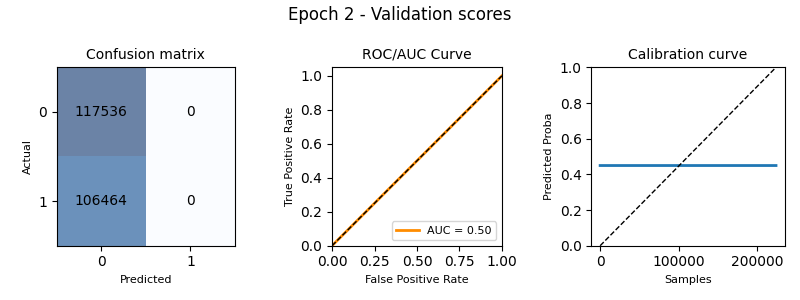 Epoch 2 - Validation scores
Confusion matrix
Actual
0
1
117536
0
106464
0
0
1
Predicted
ROC/AUC Curve
True Positive Rate
1.0
0.8
0.6
0.4
0.2
0.0
AUC = 0.50
0.00
0.25
0.50
0.75
1.00
False Positive Rate
Calibration curve
Predicted Proba
1.0
0.8
0.6
0.4
0.2
0.0
0
100000
200000
Samples